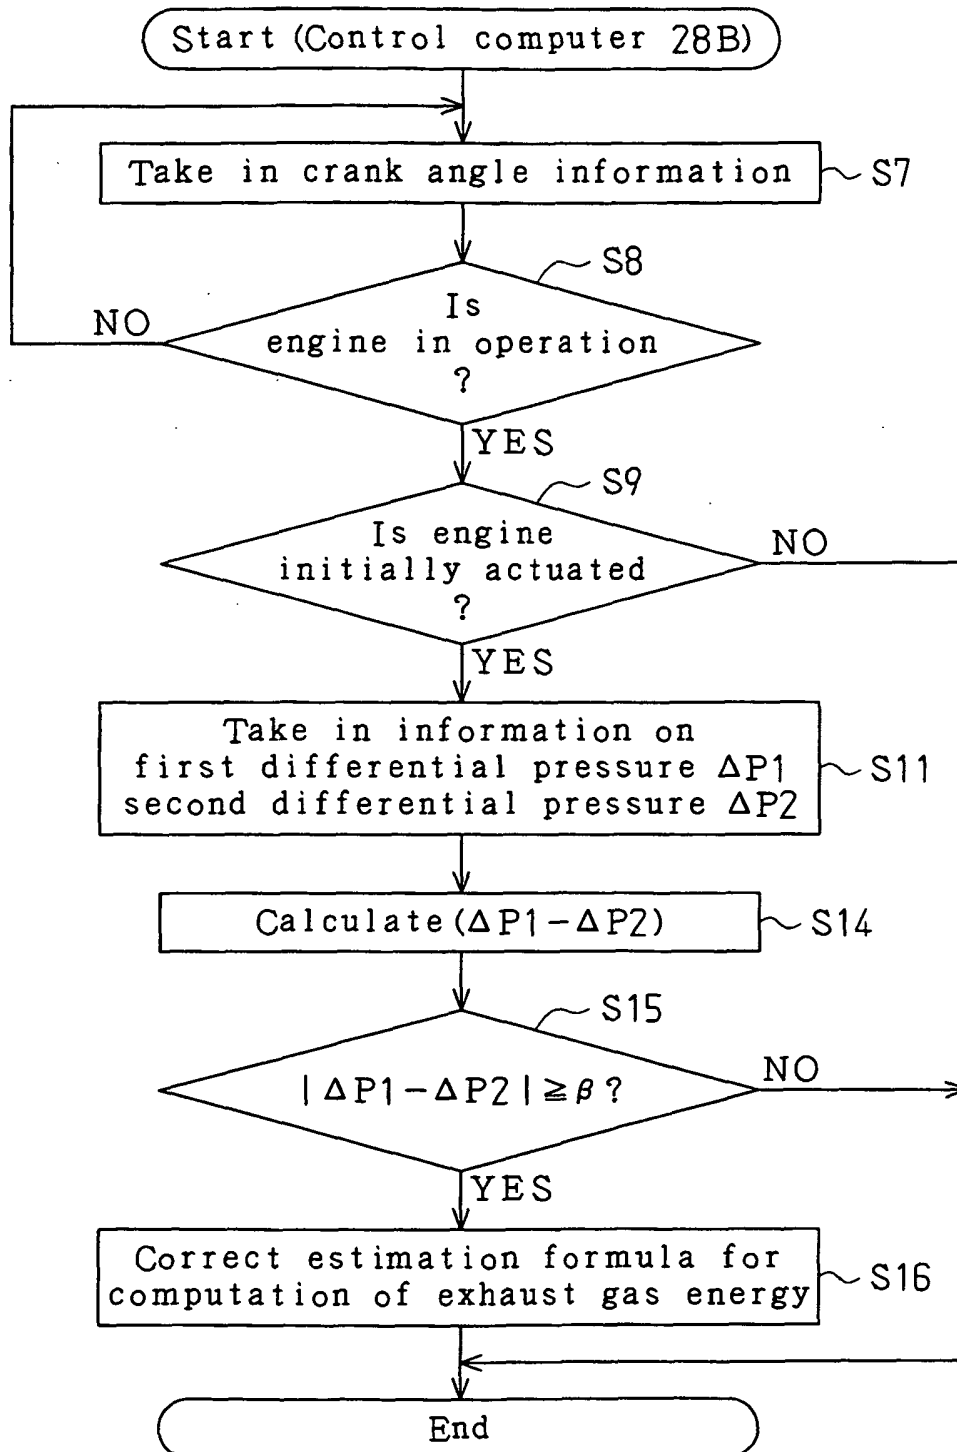 Start (Control computer 28B)
Take in crank angle information
S7
S8
Is
engine in operation
?
NO
YES
S9
Is engine
initially actuated
?
NO
YES
Take in information on
first differential pressure ΔP1
second differential pressure ΔP2
S11
Calculate (ΔP1-ΔP2)
S14
S15
|ΔP1-ΔP2|≧β?
NO
YES
Correct estimation formula for
computation of exhaust gas energy
S16
End